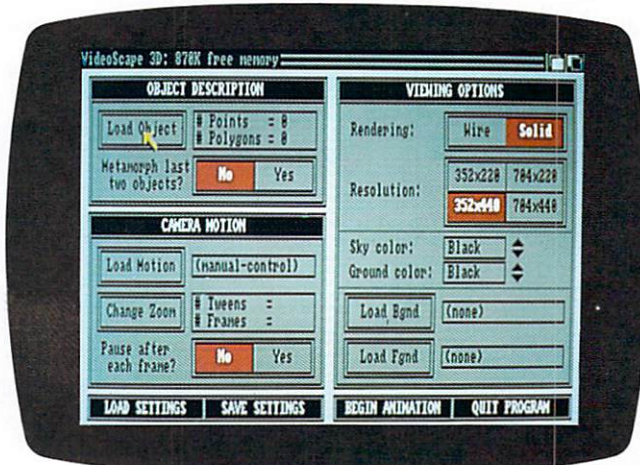 VideoScape 3D: 870K free memory
OBJECT DESCRIPTION
Load Object
# Points = 0
# Polygons = 0
Metamorph last
two objects?
No
Yes
CAMERA MOTION
Load Motion
(manual-control)
Change Zoom
# Tweens =
# Frames =
Pause after
each frame?
No
Yes
LOAD SETTINGS
SAVE SETTINGS
VIEWING OPTIONS
Rendering:
Wire
Solid
Resolution:
352x220
704x220
352x440
704x440
Sky color:
Black
Ground color:
Black
Load Bgnd
(none)
Load Fgnd
(none)
BEGIN ANIMATION
QUIT PROGRAM